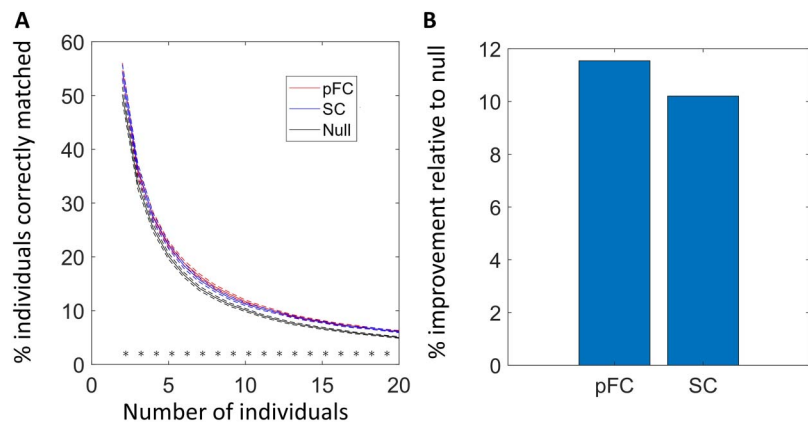 A
% individuals correctly matched
60
50
40
30
20
10
0
pFC
SC
Null
* * * * * * * * * * * * * * * * * *
0 5 10 15 20
Number of individuals
B
% improvement relative to null
12
10
8
6
4
2
0
pFC SC